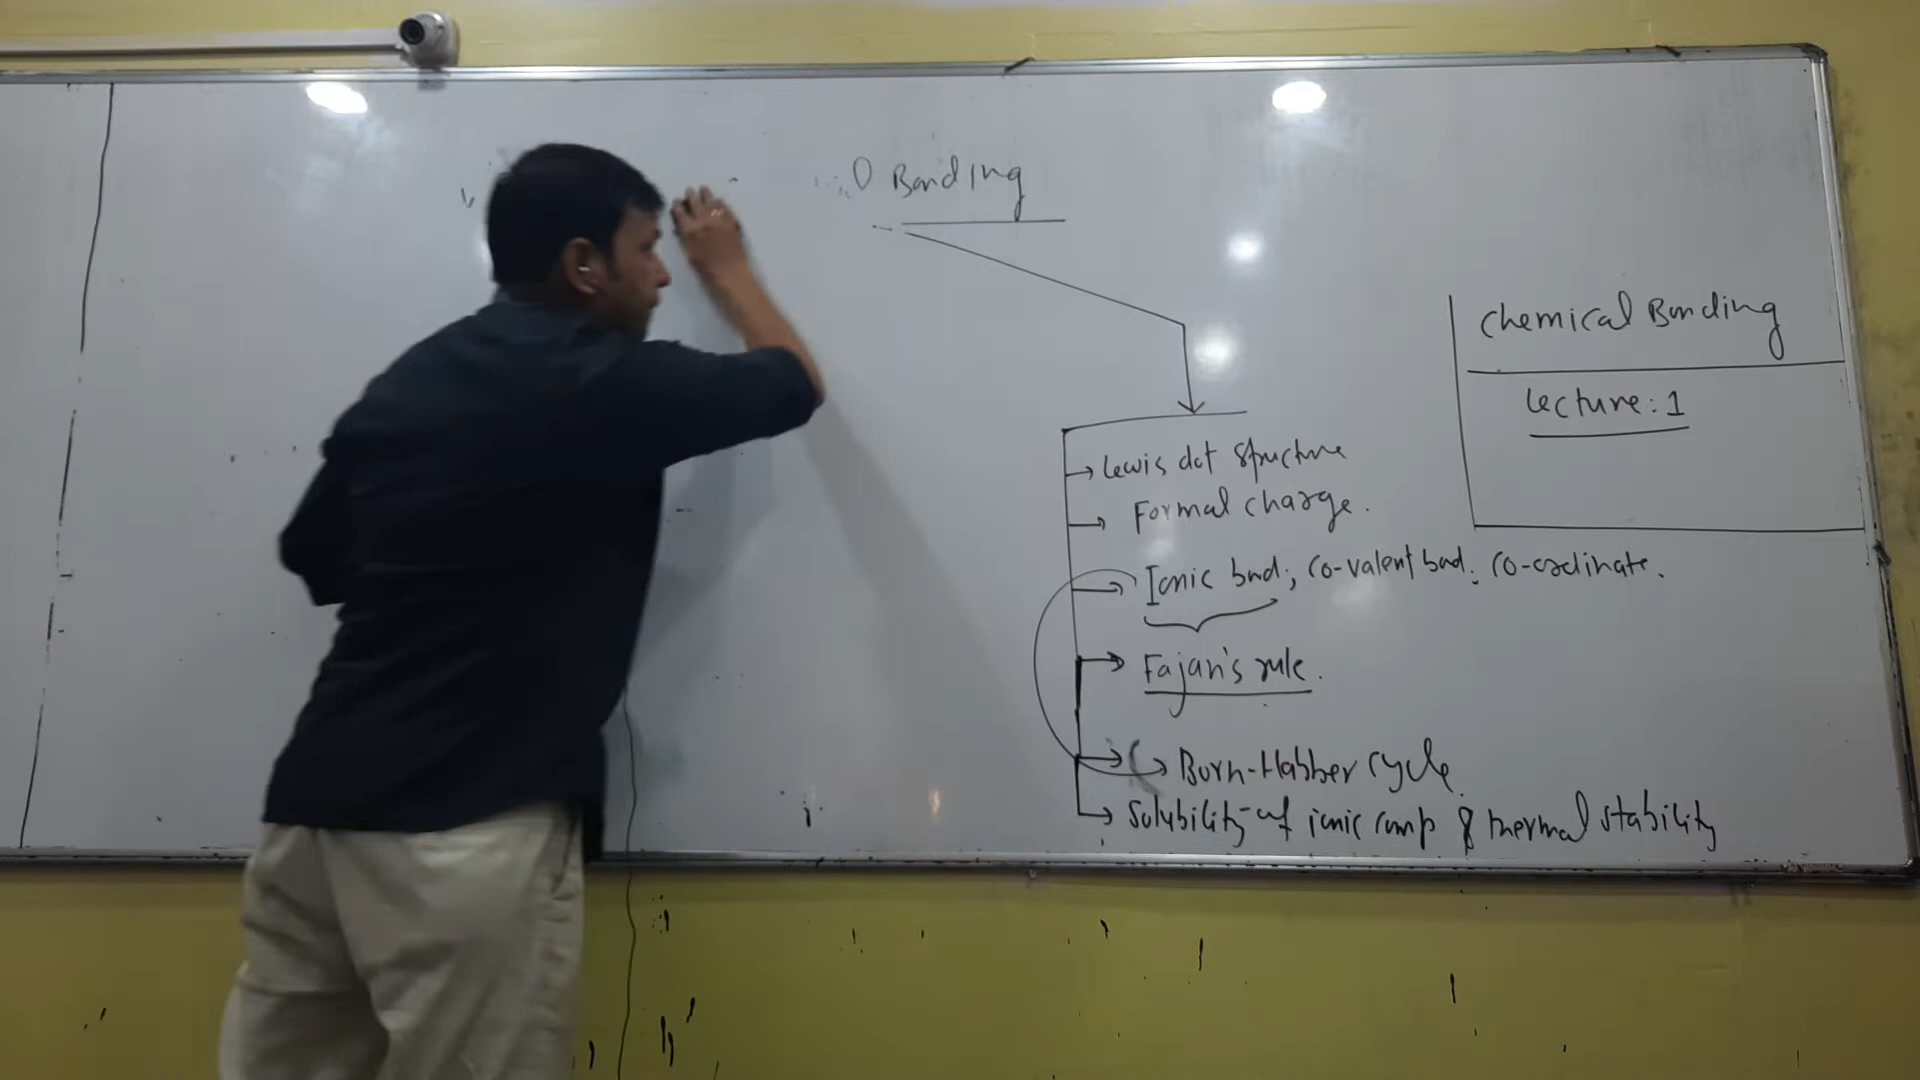 Bonding
Chemical Bonding
Lecture: 1
Lewis dot structure
Formal charge.
Ionic bnd; co-valent bnd; co-ordinate.
Fajan's rule.
Born-Habber cycle.
Solubility of ionic comp & thermal stability